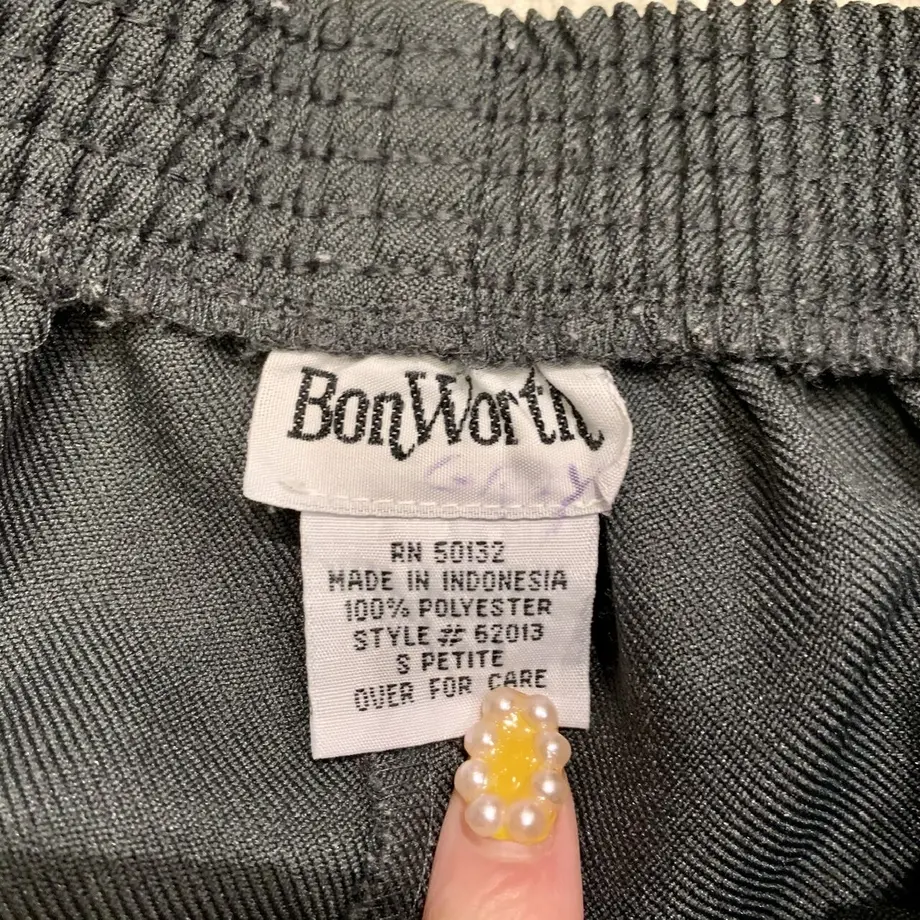 BonWorth
RN 50132
MADE IN INDONESIA
100% POLYESTER
STYLE # 62013
S PETITE
OVER FOR CARE